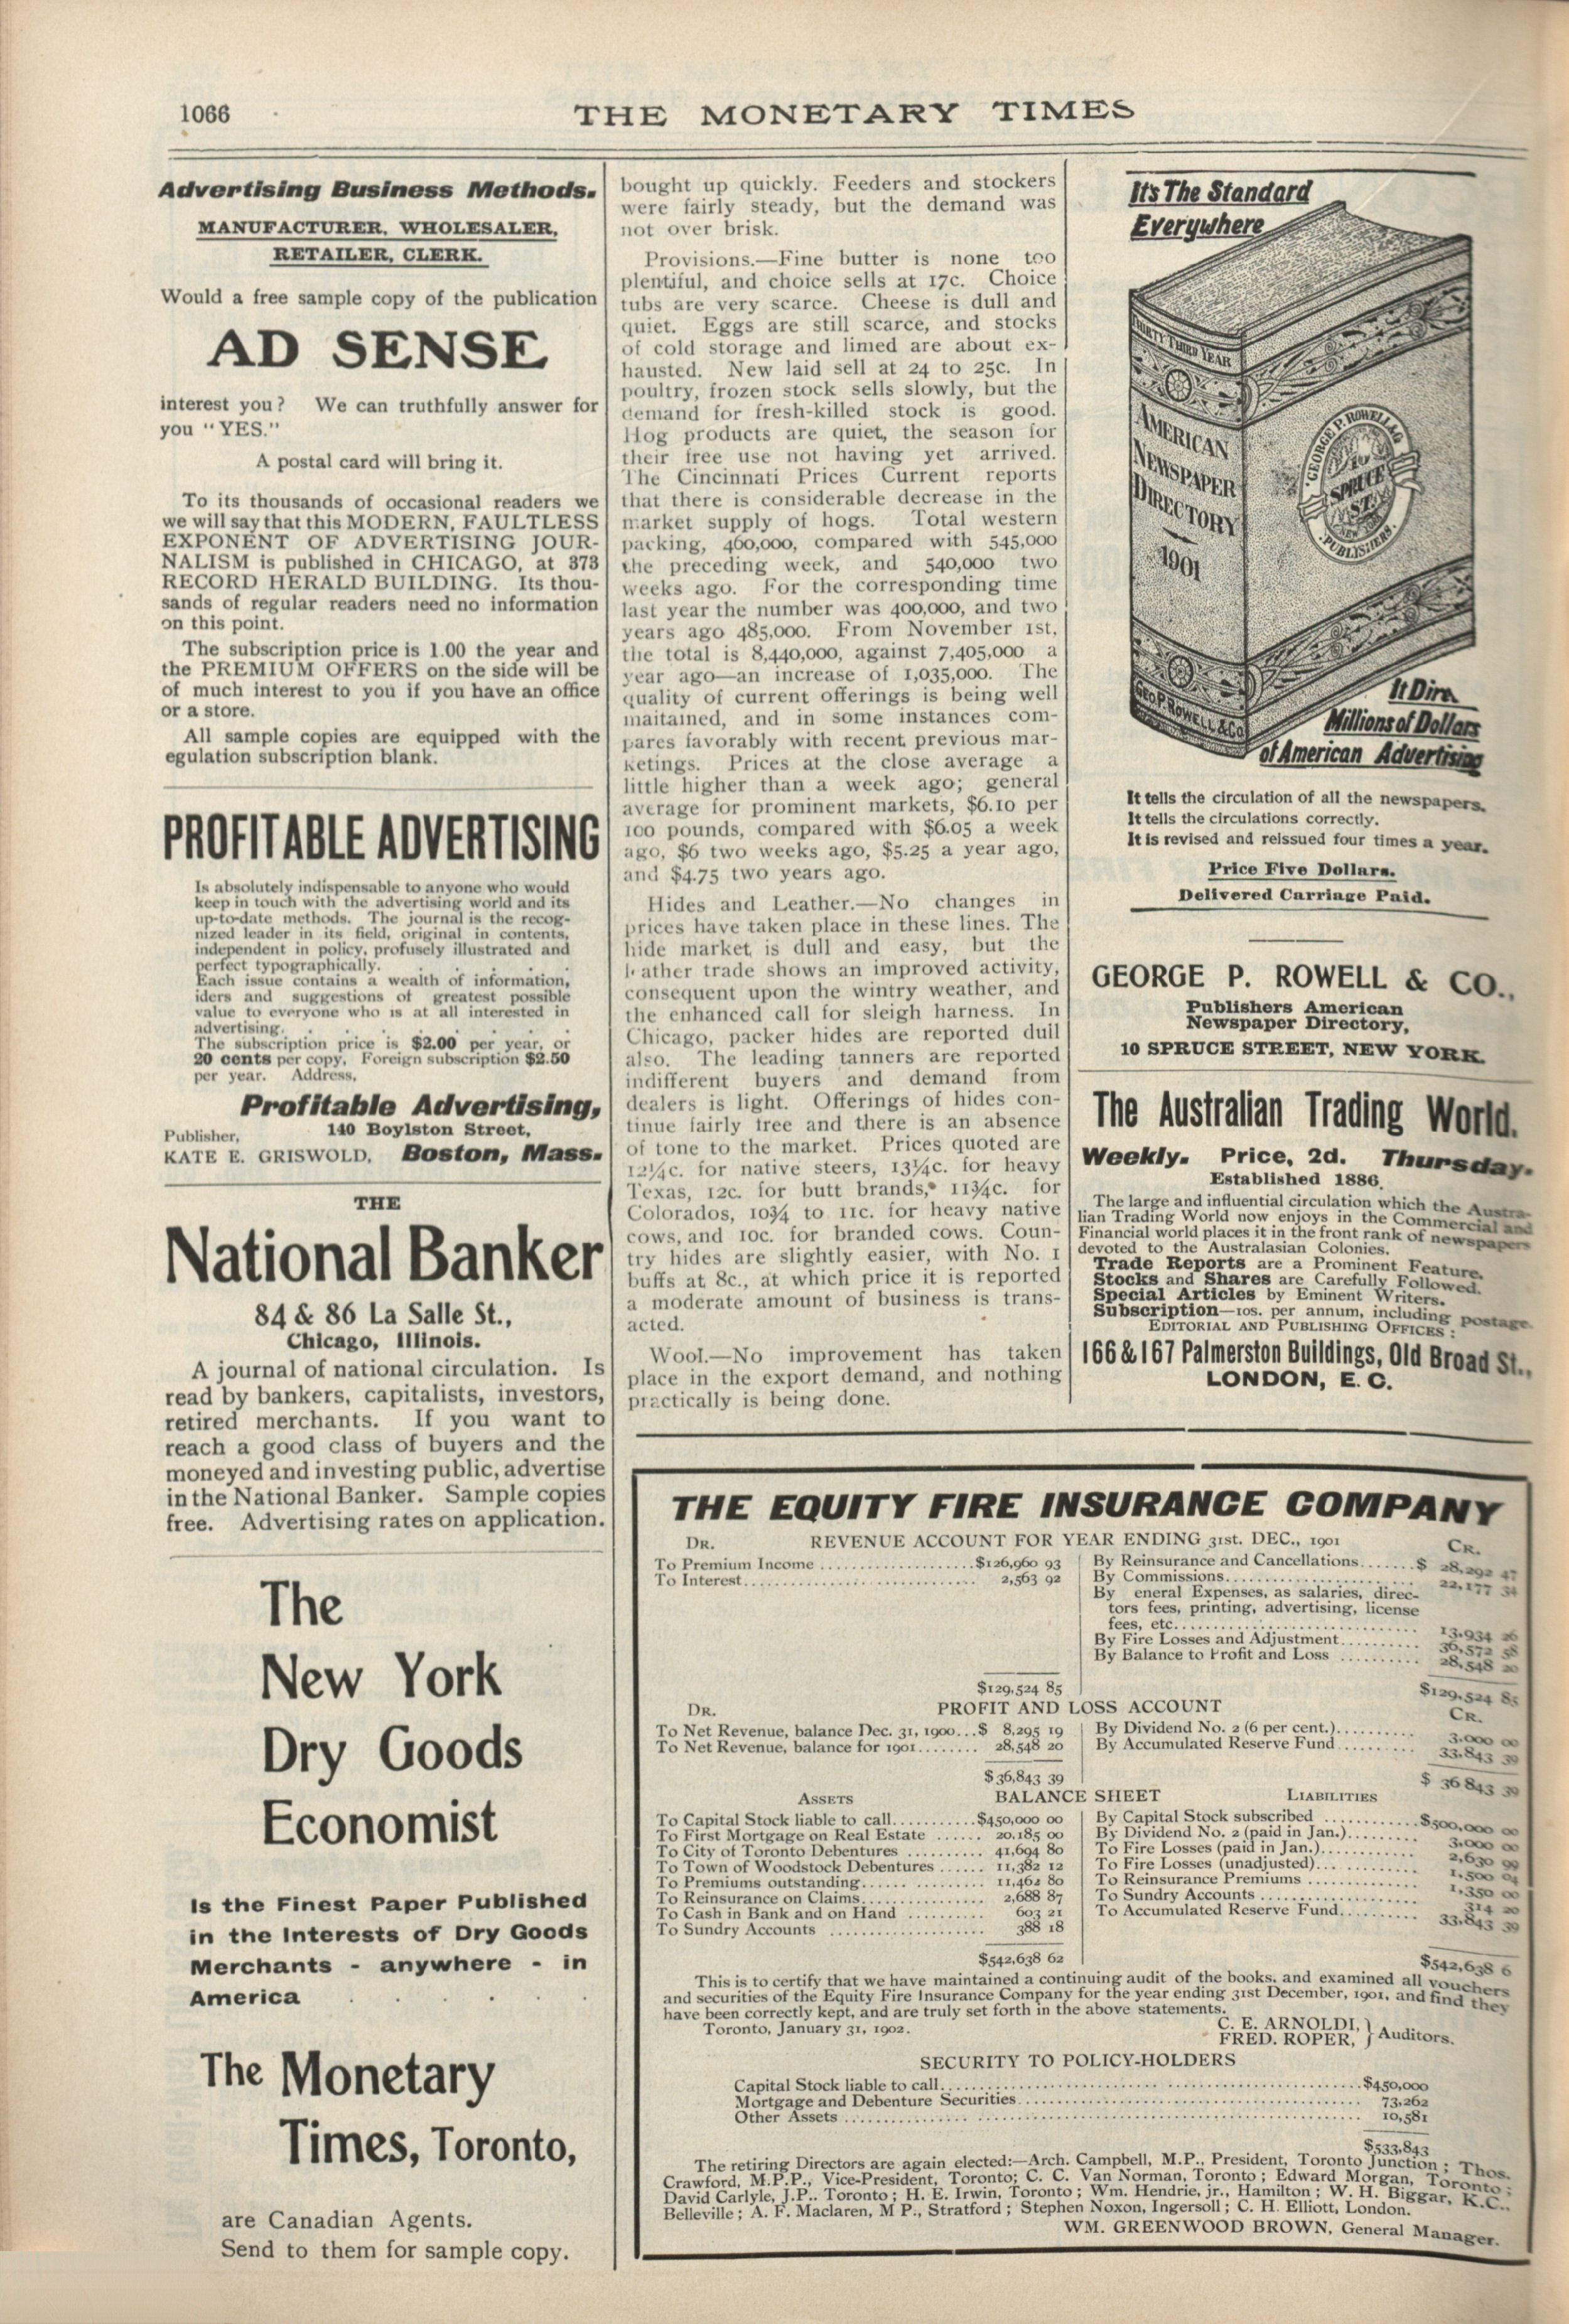 1066
THE MONETARY TIMES
Advertising Business Methods.
MANUFACTURER, WHOLESALER,
RETAILER, CLERK.
Would a free sample copy of the publication
AD SENSE
interest you? We can truthfully answer for
you "YES."
A postal card will bring it.
To its thousands of occasional readers we
we will say that this MODERN, FAULTLESS
EXPONENT OF ADVERTISING JOUR-
NALISM is published in CHICAGO, at 373
RECORD HERALD BUILDING. Its thou-
sands of regular readers need no information
on this point.
The subscription price is 1.00 the year and
the PREMIUM OFFERS on the side will be
of much interest to you if you have an office
or a store.
All sample copies are equipped with the
egulation subscription blank.
PROFITABLE ADVERTISING
Is absolutely indispensable to anyone who would
keep in touch with the advertising world and its
up-to-date methods. The journal is the recog-
nized leader in its field, original in contents,
independent in policy, profusely illustrated and
perfect typographically. . . . . .
Each issue contains a wealth of information,
iders and suggestions of greatest possible
value to everyone who is at all interested in
advertising. . . . . . . .
The subscription price is $2.00 per year, or
20 cents per copy. Foreign subscription $2.50
per year. Address,
Profitable Advertising,
140 Boylston Street,
Publisher,
KATE E. GRISWOLD, Boston, Mass.
THE
National Banker
84 & 86 La Salle St.,
Chicago, Illinois.
A journal of national circulation. Is
read by bankers, capitalists, investors,
retired merchants. If you want to
reach a good class of buyers and the
moneyed and investing public, advertise
in the National Banker. Sample copies
free. Advertising rates on application.
The
New York
Dry Goods
Economist
Is the Finest Paper Published
in the Interests of Dry Goods
Merchants - anywhere - in
America . . . . .
The Monetary
Times, Toronto,
are Canadian Agents.
Send to them for sample copy.
bought up quickly. Feeders and stockers
were fairly steady, but the demand was
not over brisk.
Provisions.—Fine butter is none too
plentiful, and choice sells at 17c. Choice
tubs are very scarce. Cheese is dull and
quiet. Eggs are still scarce, and stocks
of cold storage and limed are about ex-
hausted. New laid sell at 24 to 25c. In
poultry, frozen stock sells slowly, but the
demand for fresh-killed stock is good.
Hog products are quiet, the season for
their free use not having yet arrived.
The Cincinnati Prices Current reports
that there is considerable decrease in the
market supply of hogs. Total western
packing, 460,000, compared with 545,000
the preceding week, and 540,000 two
weeks ago. For the corresponding time
last year the number was 400,000, and two
years ago 485,000. From November 1st,
the total is 8,440,000, against 7,405,000 a
year ago—an increase of 1,035,000. The
quality of current offerings is being well
maitained, and in some instances com-
pares favorably with recent previous mar-
ketings. Prices at the close average a
little higher than a week ago; general
average for prominent markets, $6.10 per
100 pounds, compared with $6.05 a week
ago, $6 two weeks ago, $5.25 a year ago,
and $4.75 two years ago.
Hides and Leather.—No changes in
prices have taken place in these lines. The
hide market is dull and easy, but the
leather trade shows an improved activity,
consequent upon the wintry weather, and
the enhanced call for sleigh harness. In
Chicago, packer hides are reported dull
also. The leading tanners are reported
indifferent buyers and demand from
dealers is light. Offerings of hides con-
tinue fairly free and there is an absence
of tone to the market. Prices quoted are
12¼c. for native steers, 13¼c. for heavy
Texas, 12c. for butt brands, 11¾c. for
Colorados, 10¾ to 11c. for heavy native
cows, and 10c. for branded cows. Coun-
try hides are slightly easier, with No. 1
buffs at 8c., at which price it is reported
a moderate amount of business is trans-
acted.
Wool.—No improvement has taken
place in the export demand, and nothing
practically is being done.
It's The Standard
Everywhere
THIRTY THIRD YEAR
AMERICAN
NEWSPAPER
DIRECTORY
1901
GEO. P. ROWELL & Co
GEORGE P. ROWELL & CO
SPRUCE
ST.
NEW
PUBLISHERS.
It Dire
Millions of Dollars
of American Advertising
It tells the circulation of all the newspapers.
It tells the circulations correctly.
It is revised and reissued four times a year.
Price Five Dollars.
Delivered Carriage Paid.
GEORGE P. ROWELL & CO.,
Publishers American
Newspaper Directory,
10 SPRUCE STREET, NEW YORK.
The Australian Trading World.
Weekly. Price, 2d. Thursday.
Established 1886.
The large and influential circulation which the Austra-
lian Trading World now enjoys in the Commercial and
Financial world places it in the front rank of newspapers
devoted to the Australasian Colonies.
Trade Reports are a Prominent Feature.
Stocks and Shares are Carefully Followed.
Special Articles by Eminent Writers.
Subscription—10s. per annum, including postage
EDITORIAL AND PUBLISHING OFFICES:
166 & 167 Palmerston Buildings, Old Broad St.,
LONDON, E. C.
THE EQUITY FIRE INSURANCE COMPANY
DR. REVENUE ACCOUNT FOR YEAR ENDING 31st. DEC., 1901 CR.
To Premium Income ....................$126,960 93
To Interest.............................. 2,563 92
$129,524 85
By Reinsurance and Cancellations.......$ 28,292 47
By Commissions........................ 22,177 34
By eneral Expenses, as salaries, direc-
tors fees, printing, advertising, license
fees, etc............................... 13,934 26
By Fire Losses and Adjustment.......... 36,572 58
By Balance to Profit and Loss .......... 28,548 20
$129,524 85
DR. PROFIT AND LOSS ACCOUNT CR.
To Net Revenue, balance Dec. 31, 1900...$ 8,295 19
To Net Revenue, balance for 1901........ 28,548 20
$36,843 39
By Dividend No. 2 (6 per cent.).......... 3,000 00
By Accumulated Reserve Fund.......... 33,843 39
$ 36 843 39
ASSETS BALANCE SHEET LIABILITIES
To Capital Stock liable to call...........$450,000 00
To First Mortgage on Real Estate ...... 20,185 00
To City of Toronto Debentures .......... 41,694 80
To Town of Woodstock Debentures ...... 11,382 12
To Premiums outstanding................ 11,462 80
To Reinsurance on Claims................ 2,688 87
To Cash in Bank and on Hand .......... 603 21
To Sundry Accounts .................... 388 18
$542,638 62
By Capital Stock subscribed ............$500,000 00
By Dividend No. 2 (paid in Jan.)......... 3,000 00
To Fire Losses (paid in Jan.)............ 2,630 99
To Fire Losses (unadjusted)............. 1,500 04
To Reinsurance Premiums .............. 1,350 00
To Sundry Accounts .................... 314 20
To Accumulated Reserve Fund.......... 33,843 39
$542,638 6
This is to certify that we have maintained a continuing audit of the books, and examined all vouchers
and securities of the Equity Fire Insurance Company for the year ending 31st December, 1901, and find they
have been correctly kept, and are truly set forth in the above statements.
Toronto, January 31, 1902.
C. E. ARNOLDI, }
FRED. ROPER, } Auditors.
SECURITY TO POLICY-HOLDERS
Capital Stock liable to call..........................................$450,000
Mortgage and Debenture Securities.................................. 73,262
Other Assets ...................................................... 10,581
$533,843
The retiring Directors are again elected:—Arch. Campbell, M.P., President, Toronto Junction; Thos.
Crawford, M.P.P., Vice-President, Toronto; C. C. Van Norman, Toronto; Edward Morgan, Toronto;
David Carlyle, J.P., Toronto; H. E. Irwin, Toronto; Wm. Hendrie, jr., Hamilton; W. H. Biggar, K.C.,
Belleville; A. F. Maclaren, M P., Stratford; Stephen Noxon, Ingersoll; C. H. Elliott, London.
WM. GREENWOOD BROWN, General Manager.